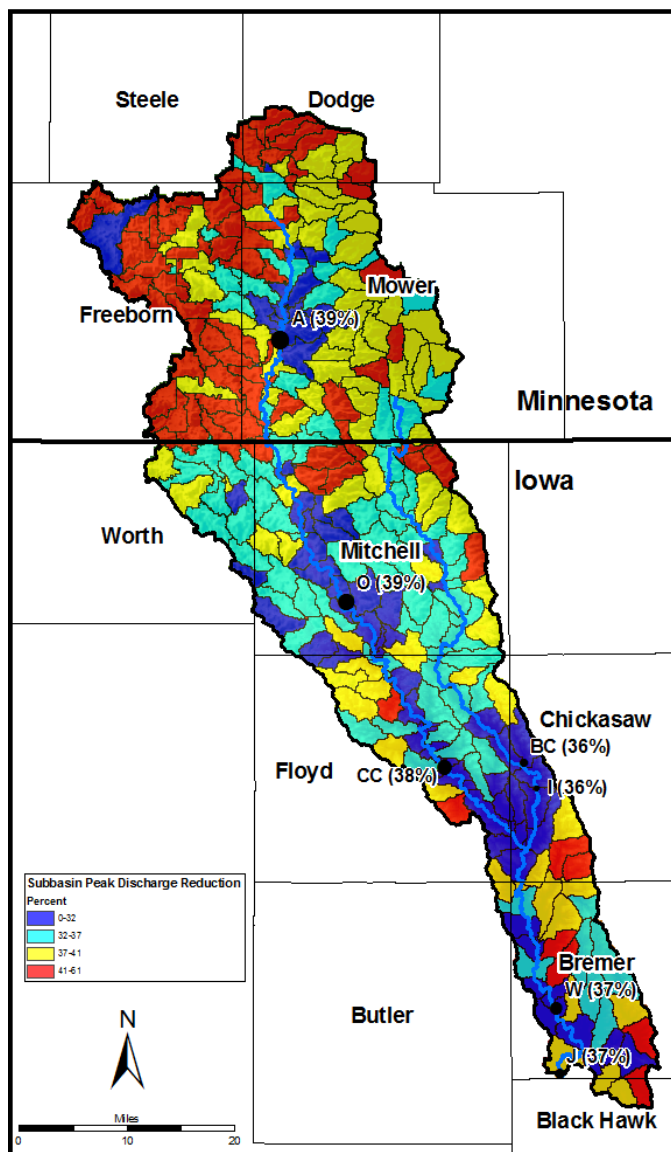 Steele
Dodge
Mower
Freeborn
A (39%)
Minnesota
Iowa
Worth
Mitchell
O (39%)
Chickasaw
BC (36%)
Floyd
CC (38%)
I (36%)
Subbasin Peak Discharge Reduction
Percent
0-32
32-37
37-41
41-61
Bremer
W (37%)
Butler
N
J (37%)
Miles
0 10 20
Black Hawk